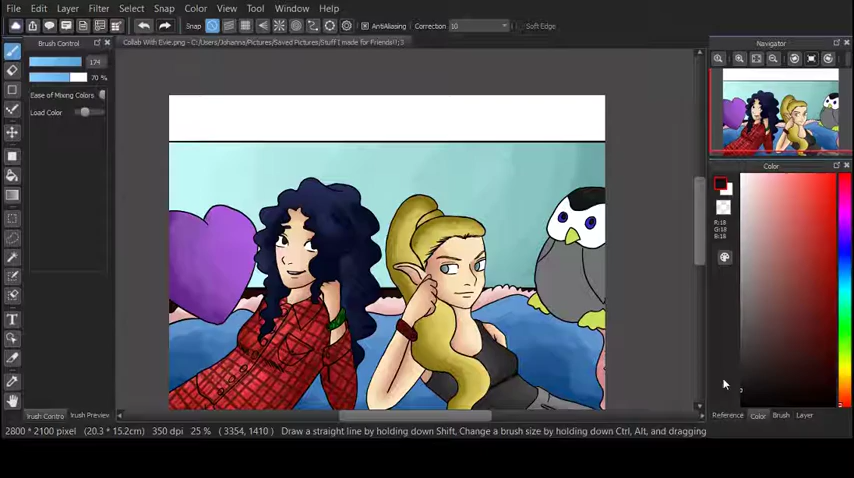 File Edit Layer Filter Select Snap Color View Tool Window Help
Snap AntiAliasing Correction 10 Soft Edge
Brush Control
Collab With Evie.png - C:/Users/Johanna/Pictures/Saved Pictures/Stuff I made for Friends!!;3
Navigator
174
70 %
Ease of Mixing Colors
Load Color
Color
R:18
G:18
B:18
T
Brush Contro Brush Preview
Reference Color Brush Layer
2800 * 2100 pixel (20.3 * 15.2cm) 350 dpi 25 % ( 3354, 1410 ) Draw a straight line by holding down Shift, Change a brush size by holding down Ctrl, Alt, and dragging